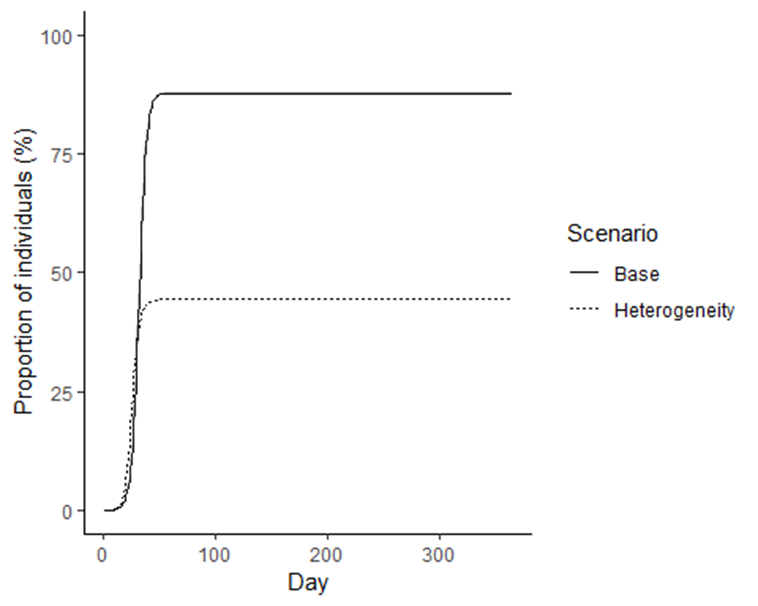 100
75
50
25
0
Proportion of individuals (%)
0 100 200 300
Day
Scenario
Base
Heterogeneity